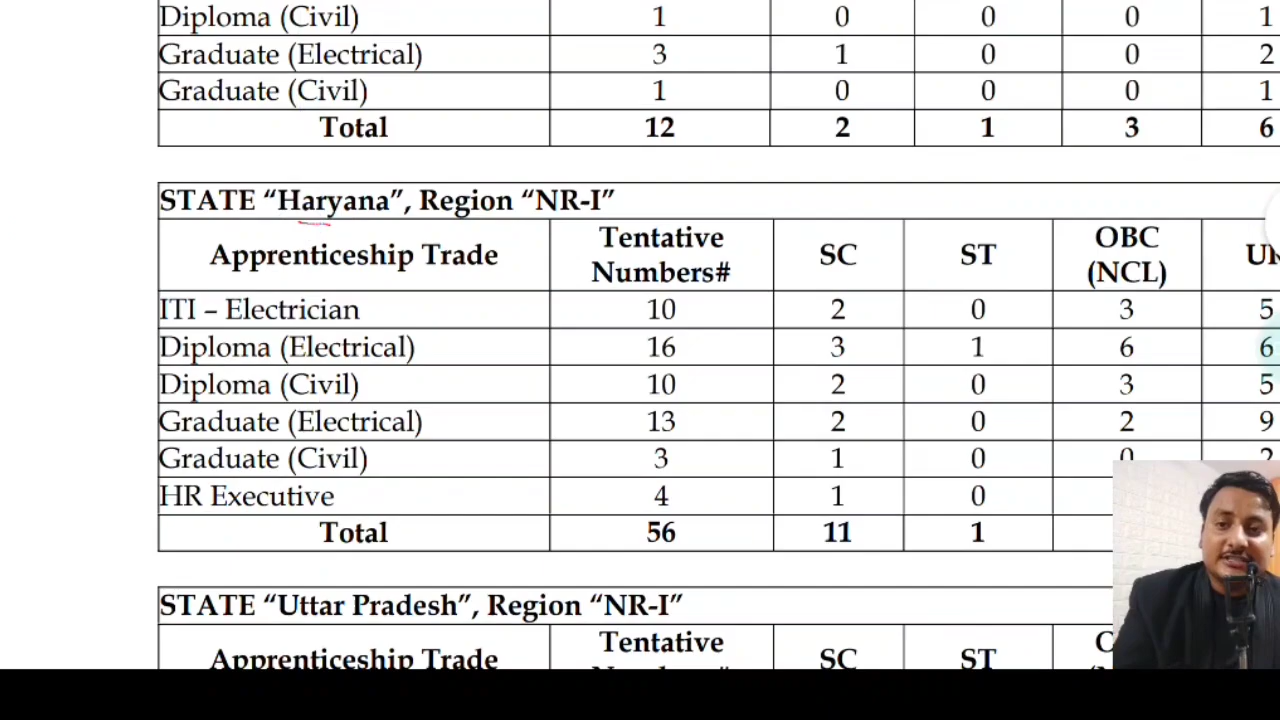 Diploma (Civil) 1 0 0 0 1
Graduate (Electrical) 3 1 0 0 2
Graduate (Civil) 1 0 0 0 1
Total 12 2 1 3 6
STATE “Haryana”, Region “NR-I”
Apprenticeship Trade Tentative Numbers# SC ST OBC (NCL)
ITI – Electrician 10 2 0 3 5
Diploma (Electrical) 16 3 1 6 6
Diploma (Civil) 10 2 0 3 5
Graduate (Electrical) 13 2 0 2 9
Graduate (Civil) 3 1 0 0 2
HR Executive 4 1 0
Total 56 11 1
STATE “Uttar Pradesh”, Region “NR-I”
Apprenticeship Trade Tentative SC ST